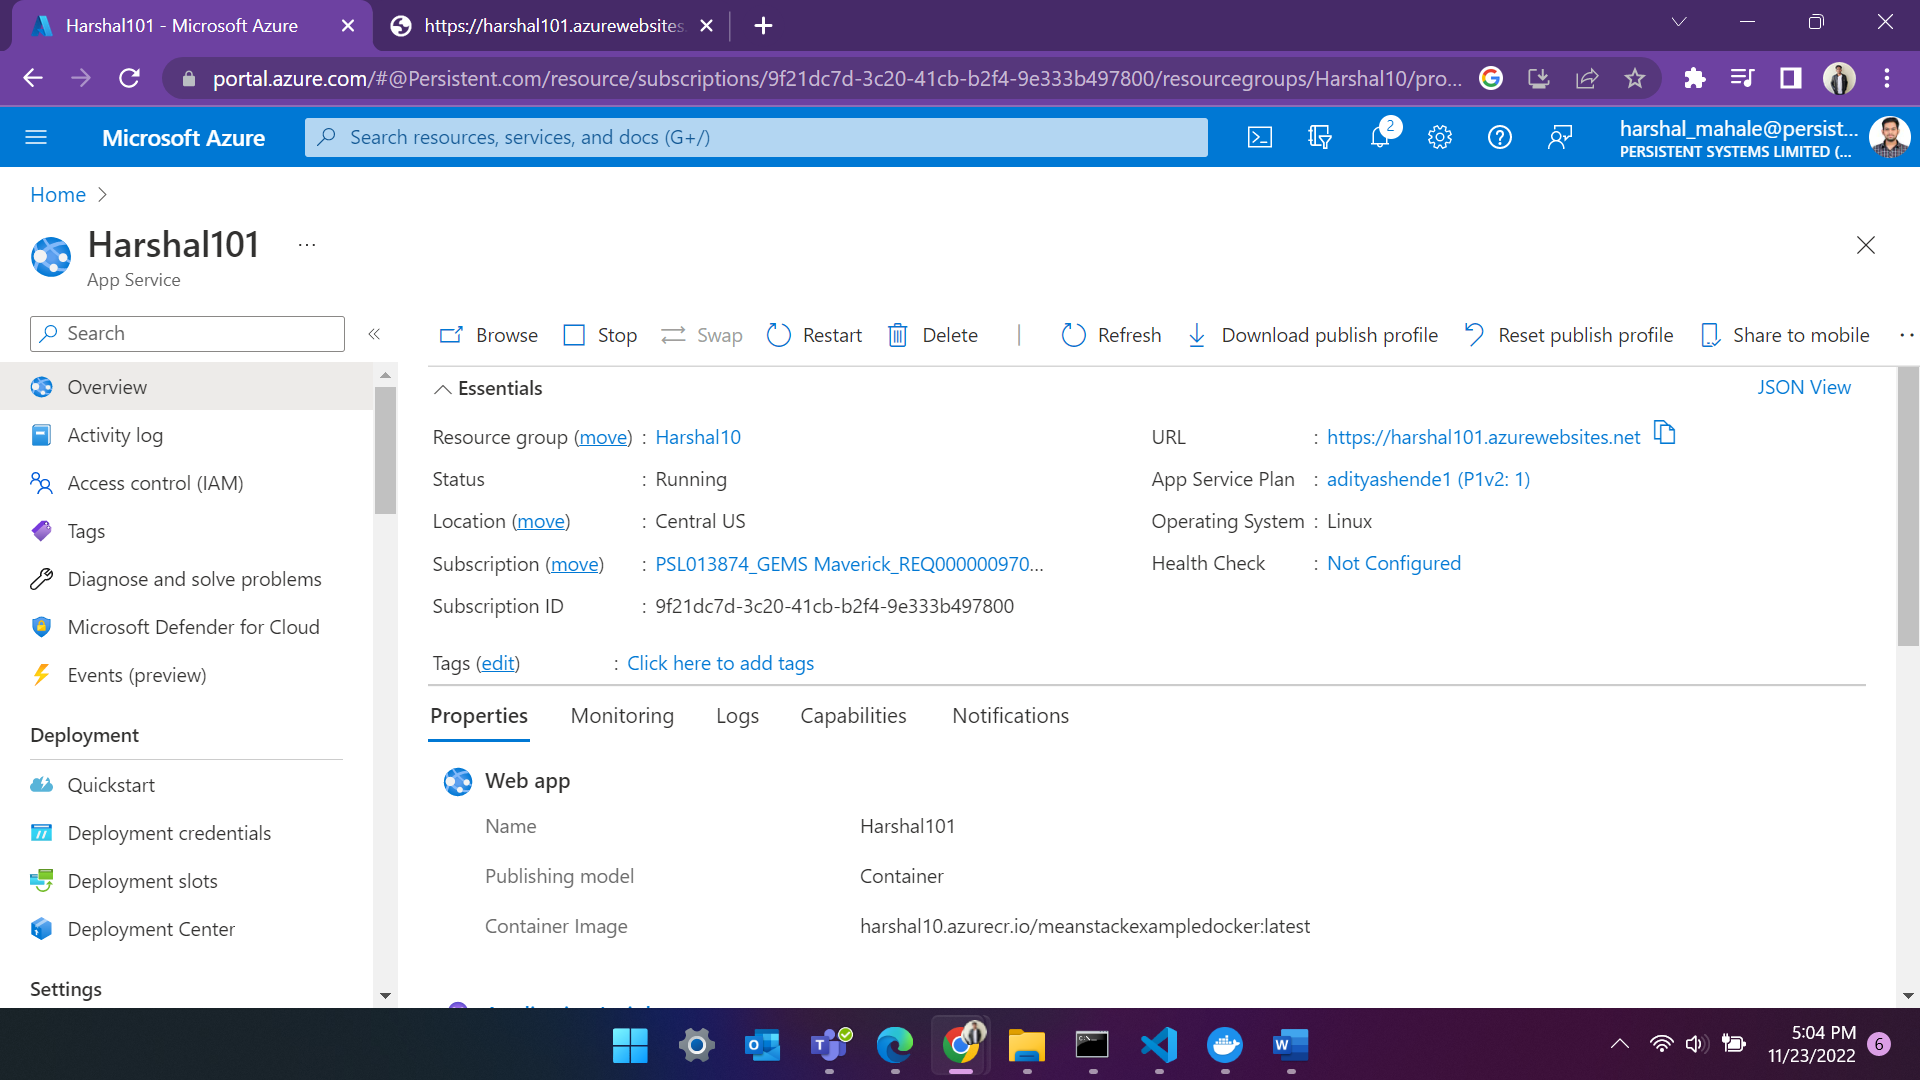 Harshal101 - Microsoft Azure
https://harshal101.azurewebsites.
portal.azure.com/#@Persistent.com/resource/subscriptions/9f21dc7d-3c20-41cb-b2f4-9e333b497800/resourcegroups/Harshal10/pro...
Microsoft Azure
Search resources, services, and docs (G+/)
2
harshal_mahale@persist...
PERSISTENT SYSTEMS LIMITED (...
Home
Harshal101 ...
App Service
Search
Browse Stop Swap Restart Delete | Refresh Download publish profile Reset publish profile Share to mobile
Overview
Activity log
Access control (IAM)
Tags
Diagnose and solve problems
Microsoft Defender for Cloud
Events (preview)
Deployment
Quickstart
Deployment credentials
Deployment slots
Deployment Center
Settings
Essentials
JSON View
Resource group (move) : Harshal10
Status : Running
Location (move) : Central US
Subscription (move) : PSL013874_GEMS Maverick_REQ000000970...
Subscription ID : 9f21dc7d-3c20-41cb-b2f4-9e333b497800
URL : https://harshal101.azurewebsites.net
App Service Plan : adityashende1 (P1v2: 1)
Operating System : Linux
Health Check : Not Configured
Tags (edit) : Click here to add tags
Properties Monitoring Logs Capabilities Notifications
Web app
Name Harshal101
Publishing model Container
Container Image harshal10.azurecr.io/meanstackexampledocker:latest
5:04 PM
11/23/2022
6